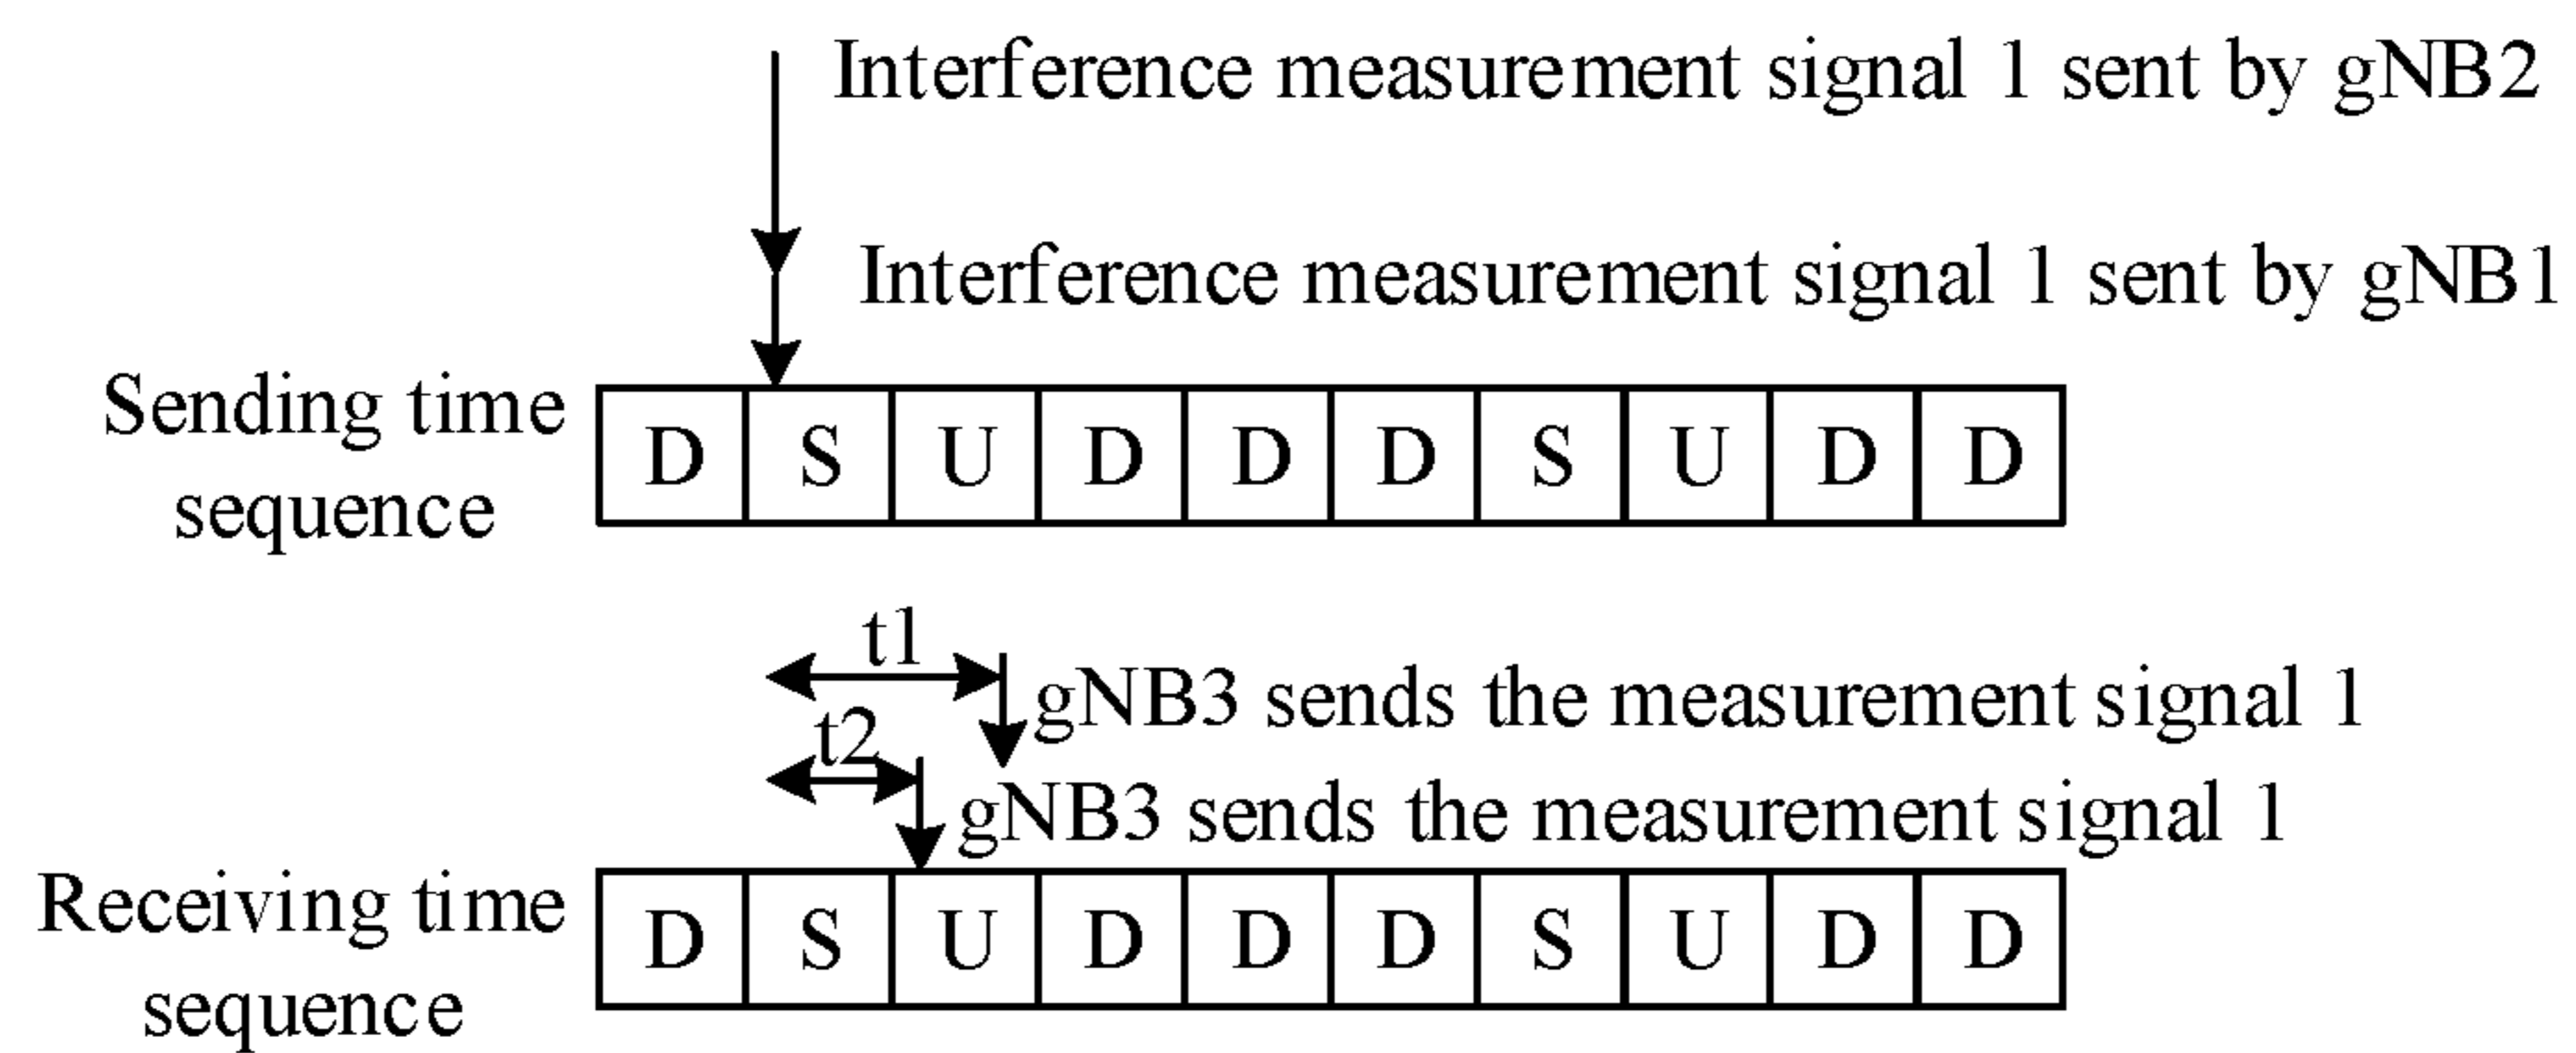 Interference measurement signal 1 sent by gNB2
Interference measurement signal 1 sent by gNB1
Sending time
sequence
D S U D D D S U D D
t1
gNB3 sends the measurement signal 1
t2
gNB3 sends the measurement signal 1
Receiving time
sequence
D S U D D D S U D D